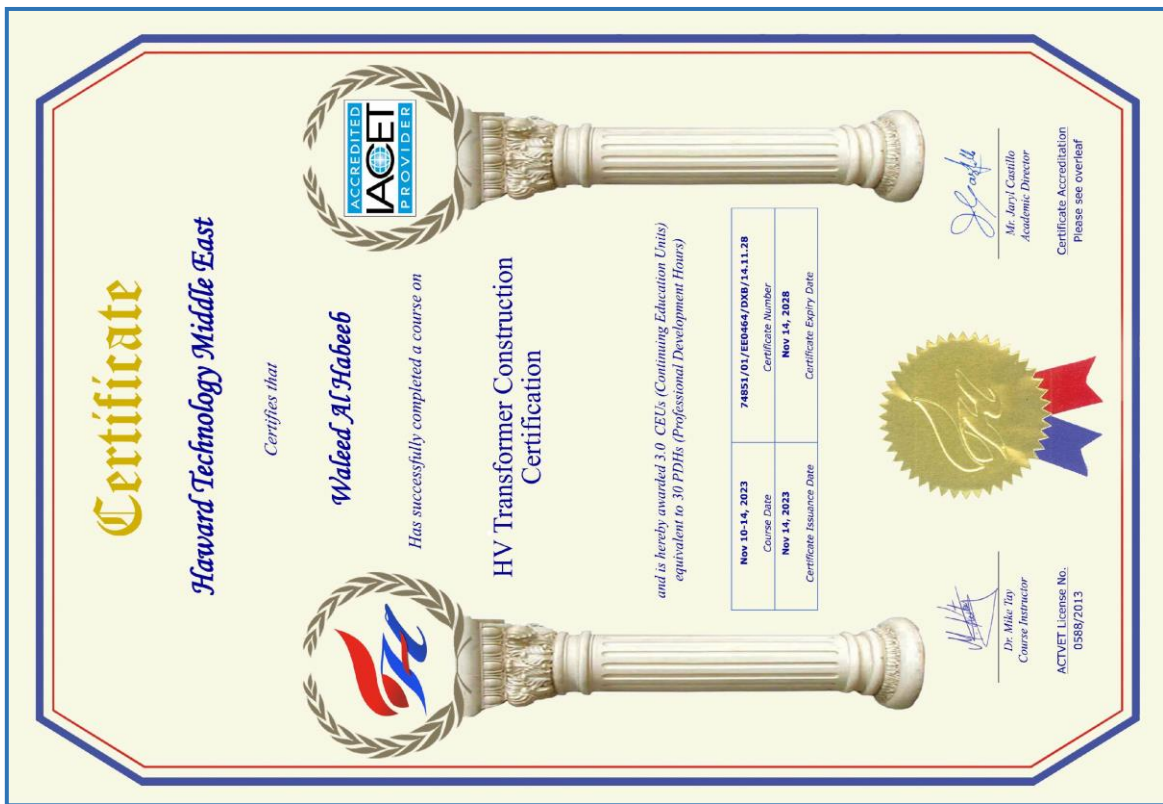 Certificate
Haward Technology Middle East
Certifies that
Waleed Al Habeeb
Has successfully completed a course on
HV Transformer Construction
Certification
and is hereby awarded 3.0 CEUs (Continuing Education Units)
equivalent to 30 PDHs (Professional Development Hours)
Nov 10-14, 2023
Course Date
74851/01/EE0464/DXB/14.11.28
Certificate Number
Nov 14, 2023
Certificate Issuance Date
Nov 14, 2028
Certificate Expiry Date
ACCREDITED
IACET
PROVIDER
Dr. Mike Tay
Course Instructor
ACTVET License No.
0588/2013
Mr. Jaryl Castillo
Academic Director
Certificate Accreditation
Please see overleaf